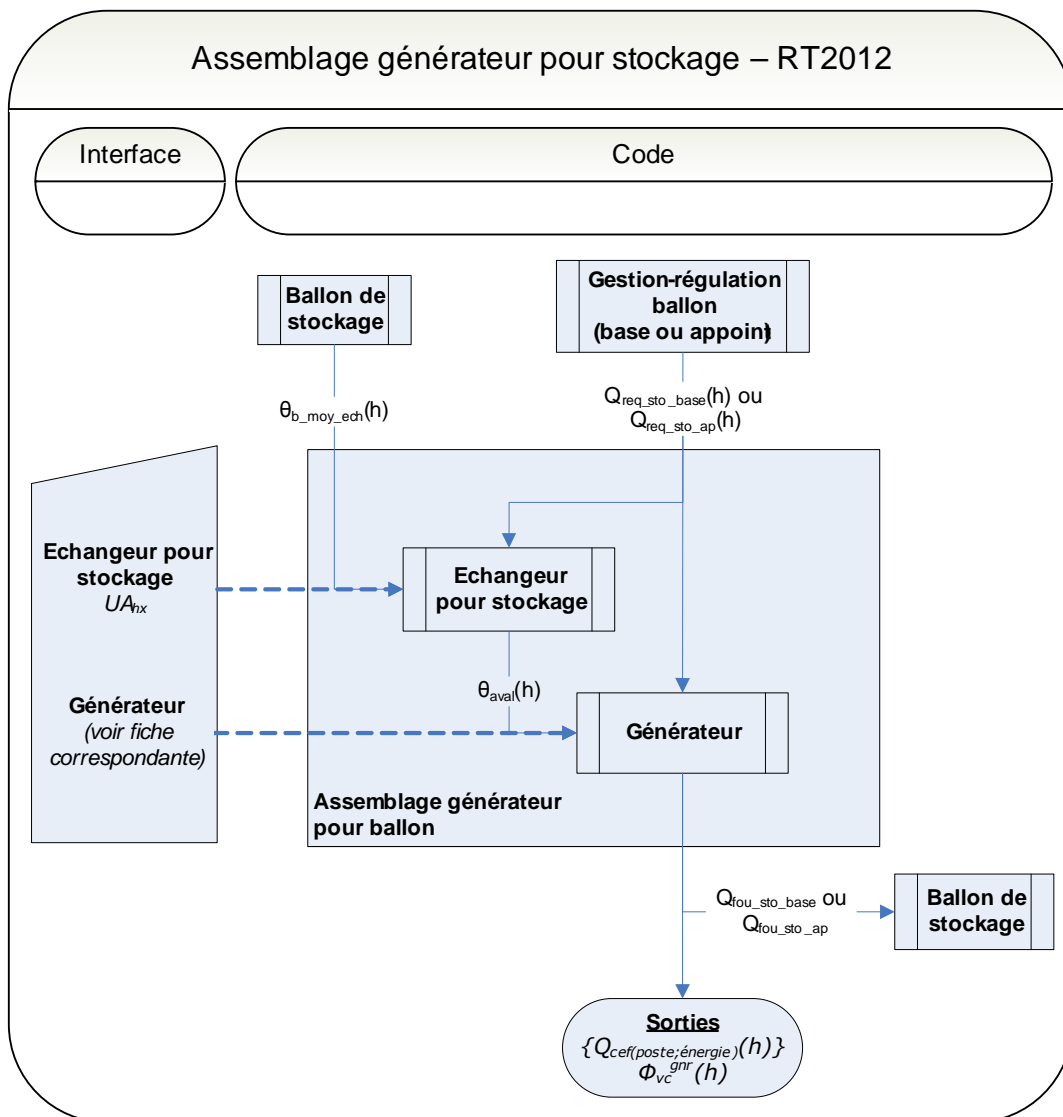 Assemblage générateur pour stockage – RT2012
Interface
Code
Ballon de
stockage
Gestion-régulation
ballon
(base ou appoin)
θb_moy_ech(h)
Qreq_sto_base(h) ou
Qreq_sto_ap(h)
Echangeur pour
stockage
UAhx
Echangeur
pour stockage
θaval(h)
Générateur
(voir fiche
correspondante)
Générateur
Assemblage générateur
pour ballon
Qfou_sto_base ou
Qfou_sto_ap
Ballon de
stockage
Sorties
{Qcef(poste;énergie)(h)}
Φvcgnr(h)